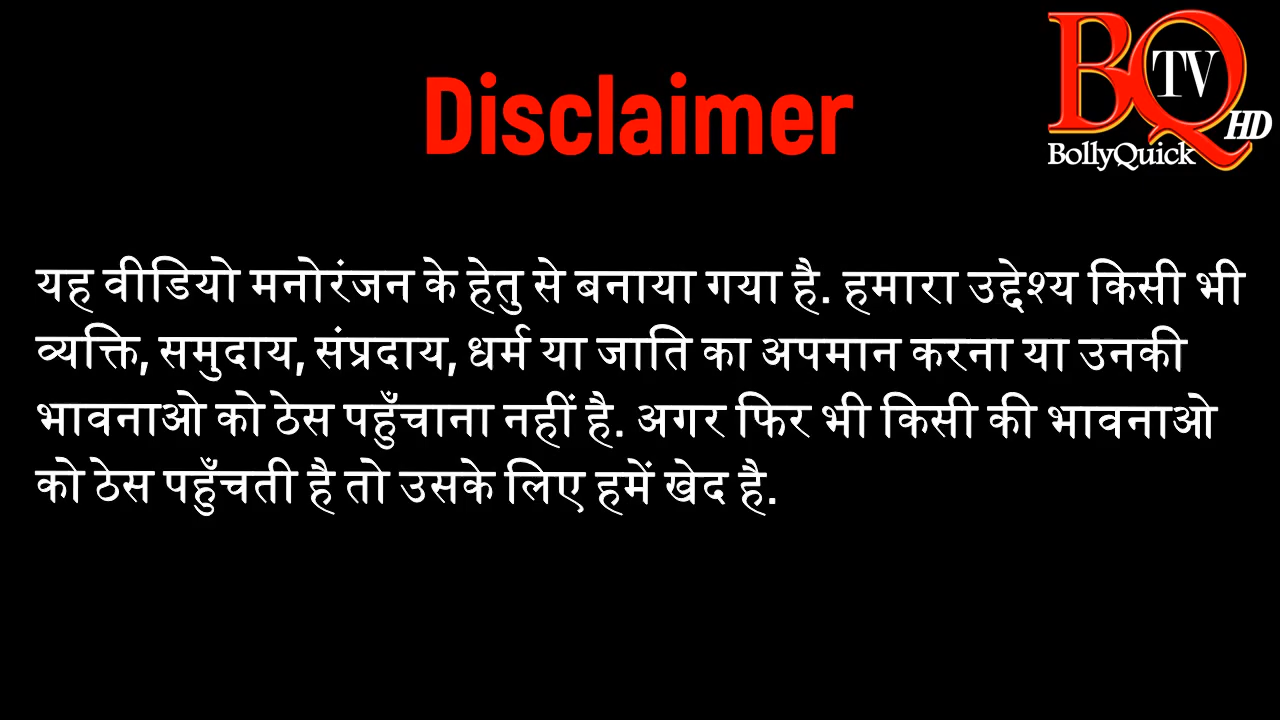 Disclaimer
BQ TV HD
BollyQuick
यह वीडियो मनोरंजन के हेतु से बनाया गया है. हमारा उद्देश्य किसी भी
व्यक्ति, समुदाय, संप्रदाय, धर्म या जाति का अपमान करना या उनकी
भावनाओ को ठेस पहुँचाना नहीं है. अगर फिर भी किसी की भावनाओ
को ठेस पहुँचती है तो उसके लिए हमें खेद है.